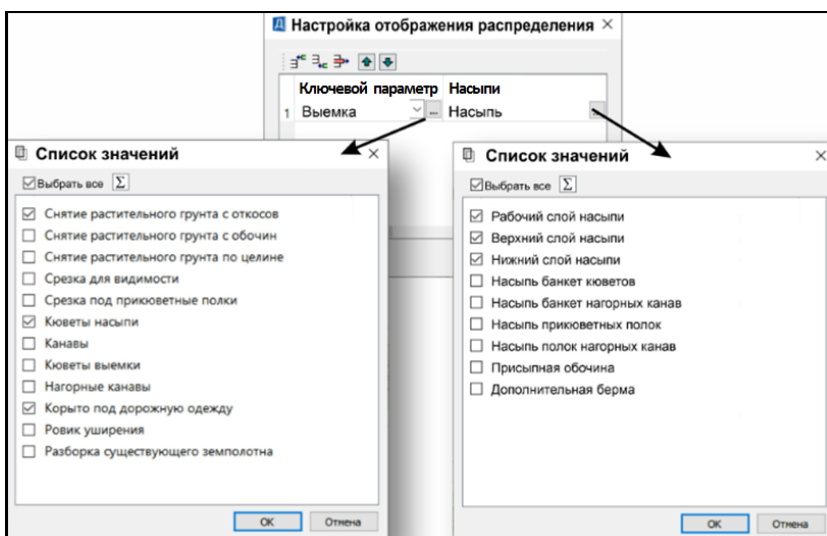 Настройка отображения распределения
Ключевой параметр Насыпи
1 Выемка ... Насыпь ...
Список значений
Выбрать все Σ
Снятие растительного грунта с откосов
Снятие растительного грунта с обочин
Снятие растительного грунта по целине
Срезка для видимости
Срезка под прикюветные полки
Кюветы насыпи
Канавы
Кюветы выемки
Нагорные канавы
Корыто под дорожную одежду
Ровик уширения
Разборка существующего земполотна
ОК Отмена
Список значений
Выбрать все Σ
Рабочий слой насыпи
Верхний слой насыпи
Нижний слой насыпи
Насыпь банкет кюветов
Насыпь банкет нагорных канав
Насыпь прикюветных полок
Насыпь полок нагорных канав
Присыпная обочина
Дополнительная берма
ОК Отмена